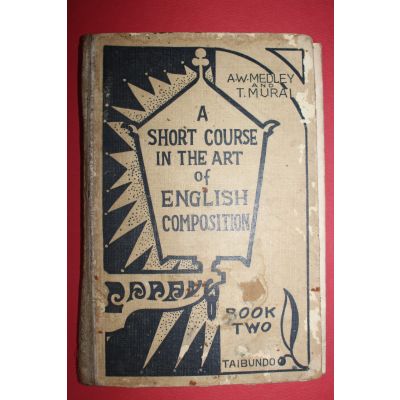 A.W.MEDLEY
AND
T.MURAI
A
SHORT COURSE
IN THE ART
of
ENGLISH
COMPOSITION
BOOK
TWO
TAIBUNDO